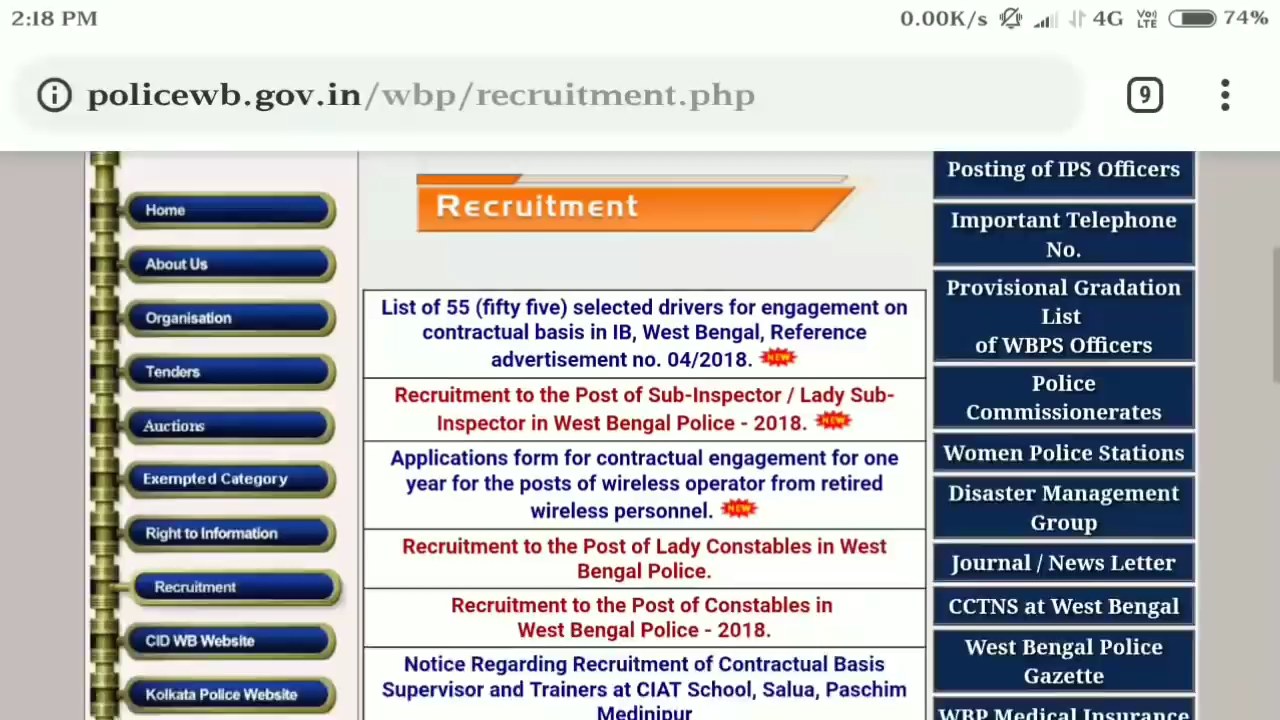 2:18 PM
0.00K/s 4G VoI LTE 74%
policewb.gov.in/wbp/recruitment.php
9
Home
About Us
Organisation
Tenders
Auctions
Exempted Category
Right to Information
Recruitment
CID WB Website
Kolkata Police Website
Recruitment
List of 55 (fifty five) selected drivers for engagement on
contractual basis in IB, West Bengal, Reference
advertisement no. 04/2018. NEW
Recruitment to the Post of Sub-Inspector / Lady Sub-
Inspector in West Bengal Police - 2018. NEW
Applications form for contractual engagement for one
year for the posts of wireless operator from retired
wireless personnel. NEW
Recruitment to the Post of Lady Constables in West
Bengal Police.
Recruitment to the Post of Constables in
West Bengal Police - 2018.
Notice Regarding Recruitment of Contractual Basis
Supervisor and Trainers at CIAT School, Salua, Paschim
Medinipur
Posting of IPS Officers
Important Telephone
No.
Provisional Gradation
List
of WBPS Officers
Police
Commissionerates
Women Police Stations
Disaster Management
Group
Journal / News Letter
CCTNS at West Bengal
West Bengal Police
Gazette
WBP Medical Insurance